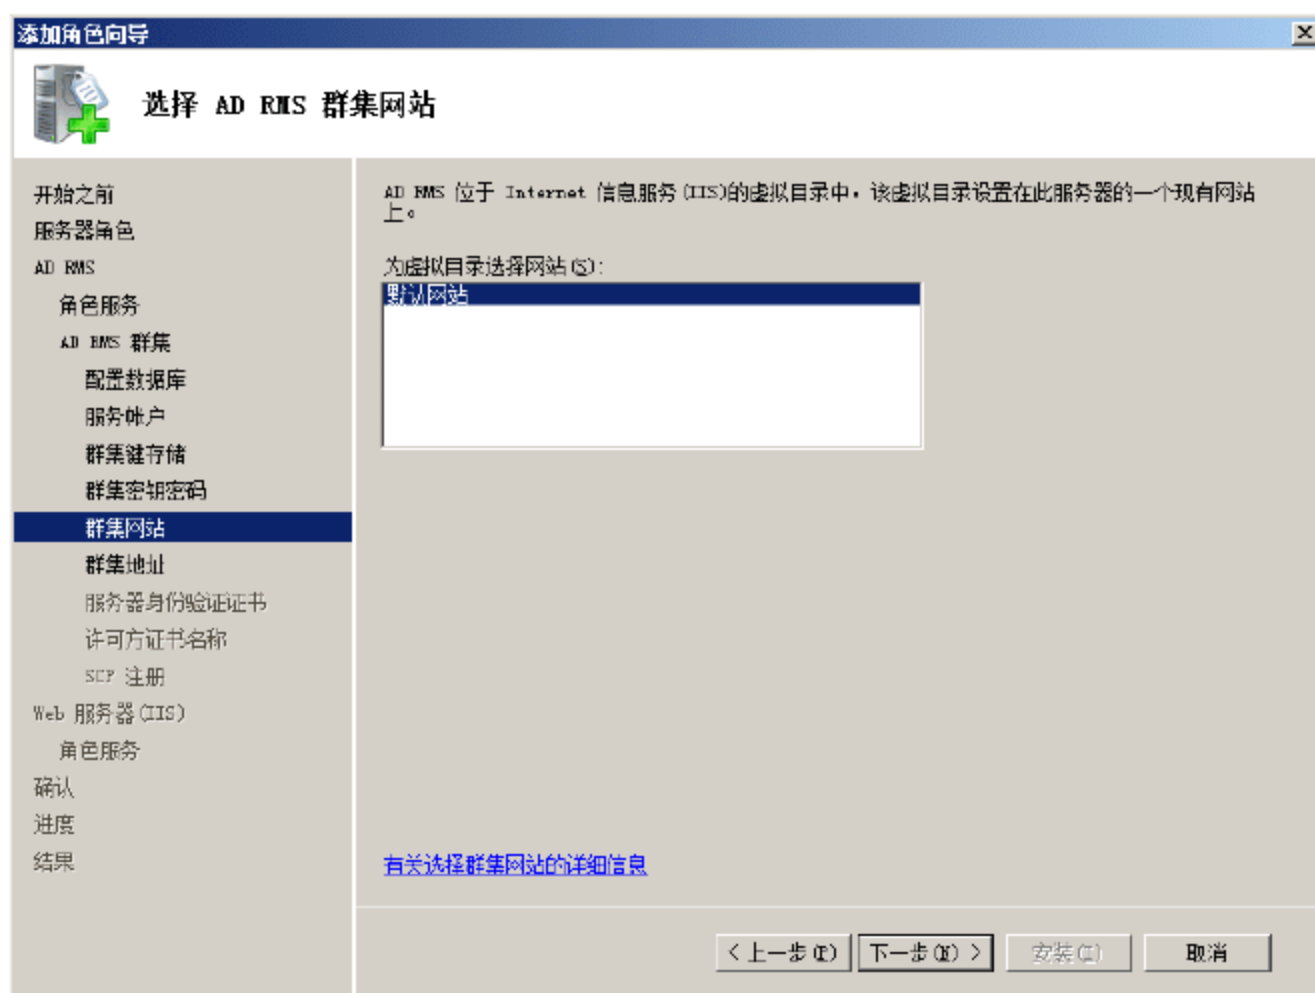 添加角色向导
选择 AD RMS 群集网站
开始之前
服务器角色
AD RMS
角色服务
AD RMS 群集
配置数据库
服务帐户
群集键存储
群集密钥密码
群集网站
群集地址
服务器身份验证证书
许可方证书名称
SCP 注册
Web 服务器(IIS)
角色服务
确认
进度
结果
AD RMS 位于 Internet 信息服务(IIS)的虚拟目录中，该虚拟目录设置在此服务器的一个现有网站
上。
为虚拟目录选择网站(S):
默认网站
有关选择群集网站的详细信息
< 上一步(P)
下一步(N) >
安装(I)
取消